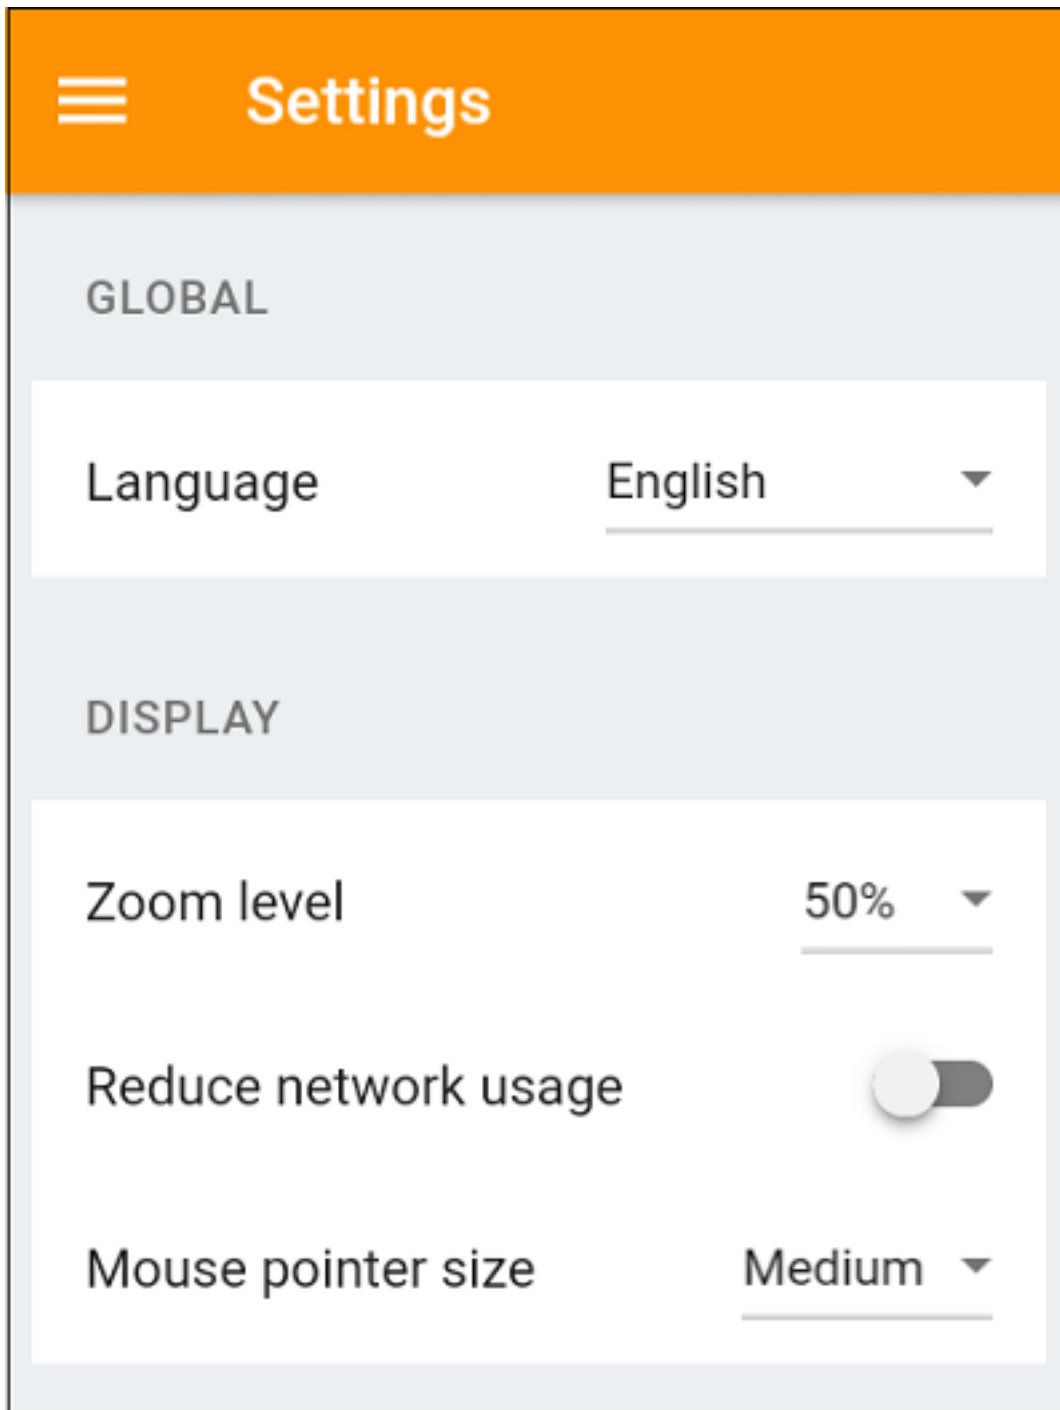 Settings
GLOBAL
Language English
DISPLAY
Zoom level 50%
Reduce network usage
Mouse pointer size Medium